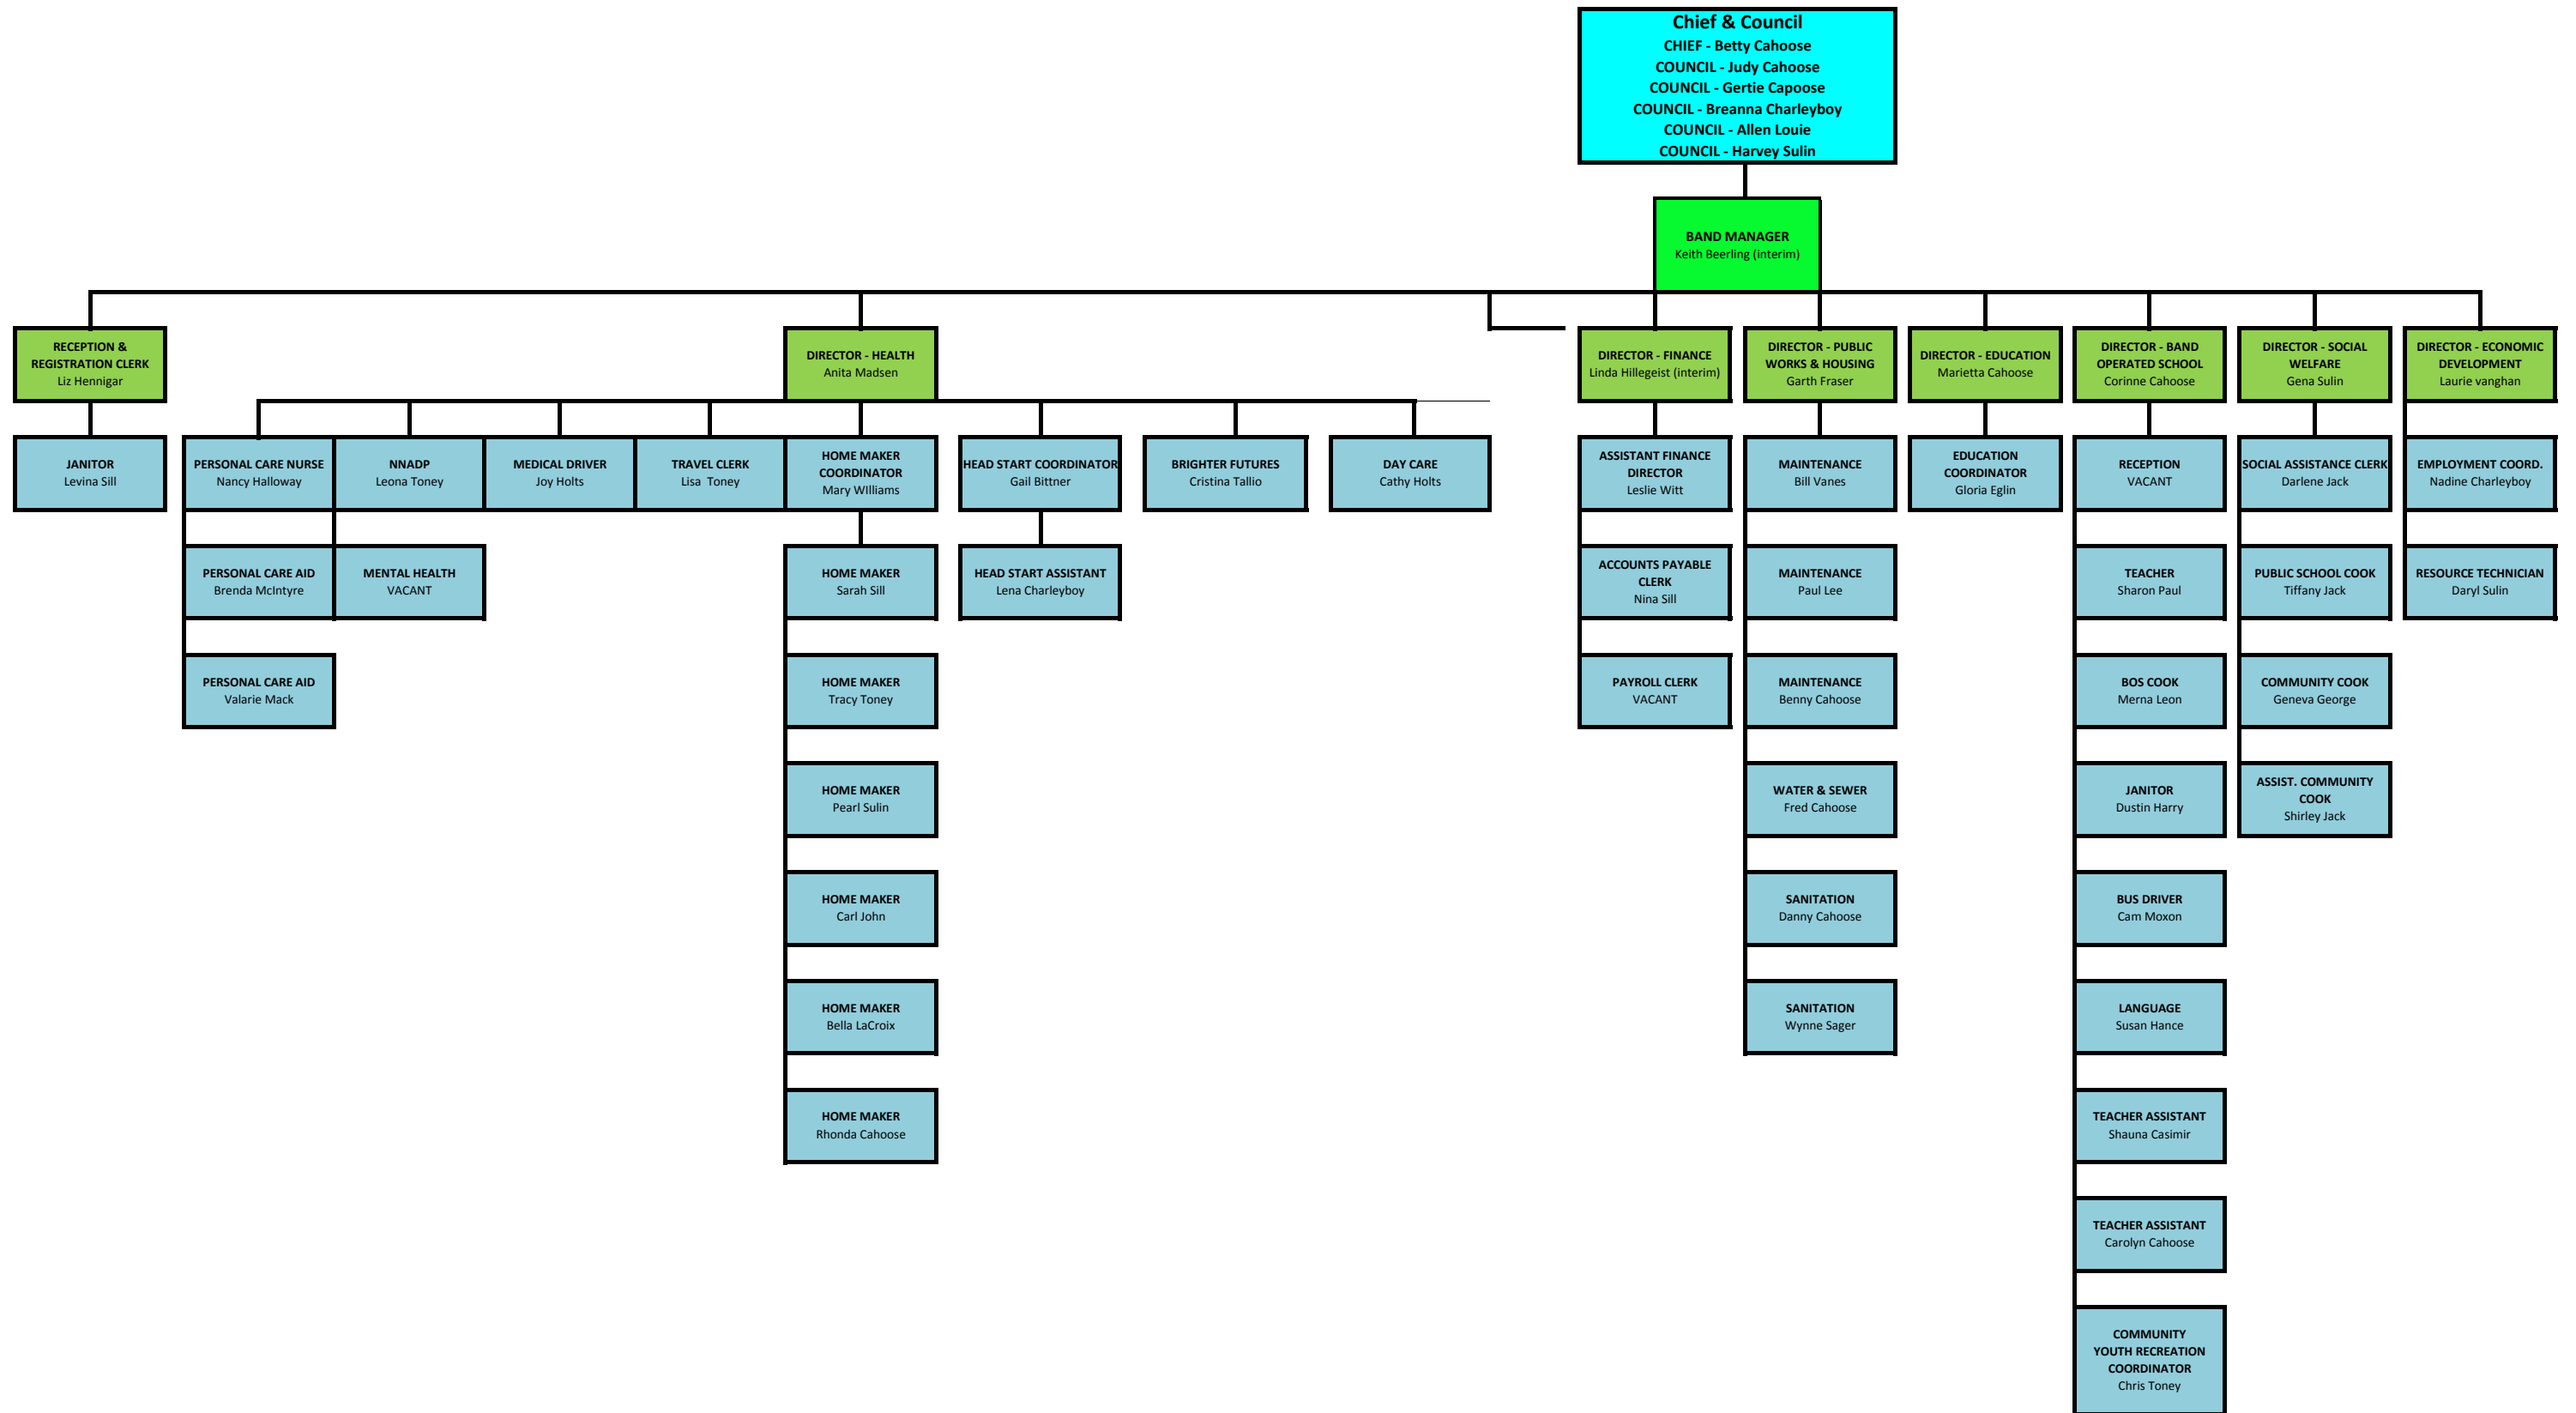 Chief & Council
CHIEF - Betty Cahoose
COUNCIL - Judy Cahoose
COUNCIL - Gertie Capoose
COUNCIL - Breanna Charleyboy
COUNCIL - Allen Louie
COUNCIL - Harvey Sulin
BAND MANAGER
Keith Beerling (interim)
RECEPTION &
REGISTRATION CLERK
Liz Hennigar
DIRECTOR - HEALTH
Anita Madsen
DIRECTOR - FINANCE
Linda Hillegeist (interim)
DIRECTOR - PUBLIC
WORKS & HOUSING
Garth Fraser
DIRECTOR - EDUCATION
Marietta Cahoose
DIRECTOR - BAND
OPERATED SCHOOL
Corinne Cahoose
DIRECTOR - SOCIAL
WELFARE
Gena Sulin
DIRECTOR - ECONOMIC
DEVELOPMENT
Laurie vanghan
JANITOR
Levina Sill
PERSONAL CARE NURSE
Nancy Halloway
NNADP
Leona Toney
MEDICAL DRIVER
Joy Holts
TRAVEL CLERK
Lisa  Toney
HOME MAKER
COORDINATOR
Mary WIlliams
HEAD START COORDINATOR
Gail Bittner
BRIGHTER FUTURES
Cristina Tallio
DAY CARE
Cathy Holts
ASSISTANT FINANCE
DIRECTOR
Leslie Witt
MAINTENANCE
Bill Vanes
EDUCATION
COORDINATOR
Gloria Eglin
RECEPTION
VACANT
SOCIAL ASSISTANCE CLERK
Darlene Jack
EMPLOYMENT COORD.
Nadine Charleyboy
PERSONAL CARE AID
Brenda McIntyre
MENTAL HEALTH
VACANT
HOME MAKER
Sarah Sill
HEAD START ASSISTANT
Lena Charleyboy
ACCOUNTS PAYABLE
CLERK
Nina Sill
MAINTENANCE
Paul Lee
TEACHER
Sharon Paul
PUBLIC SCHOOL COOK
Tiffany Jack
RESOURCE TECHNICIAN
Daryl Sulin
PERSONAL CARE AID
Valarie Mack
HOME MAKER
Tracy Toney
PAYROLL CLERK
VACANT
MAINTENANCE
Benny Cahoose
BOS COOK
Merna Leon
COMMUNITY COOK
Geneva George
HOME MAKER
Pearl Sulin
WATER & SEWER
Fred Cahoose
JANITOR
Dustin Harry
ASSIST. COMMUNITY
COOK
Shirley Jack
HOME MAKER
Carl John
SANITATION
Danny Cahoose
BUS DRIVER
Cam Moxon
HOME MAKER
Bella LaCroix
SANITATION
Wynne Sager
LANGUAGE
Susan Hance
HOME MAKER
Rhonda Cahoose
TEACHER ASSISTANT
Shauna Casimir
TEACHER ASSISTANT
Carolyn Cahoose
COMMUNITY
YOUTH RECREATION
COORDINATOR
Chris Toney